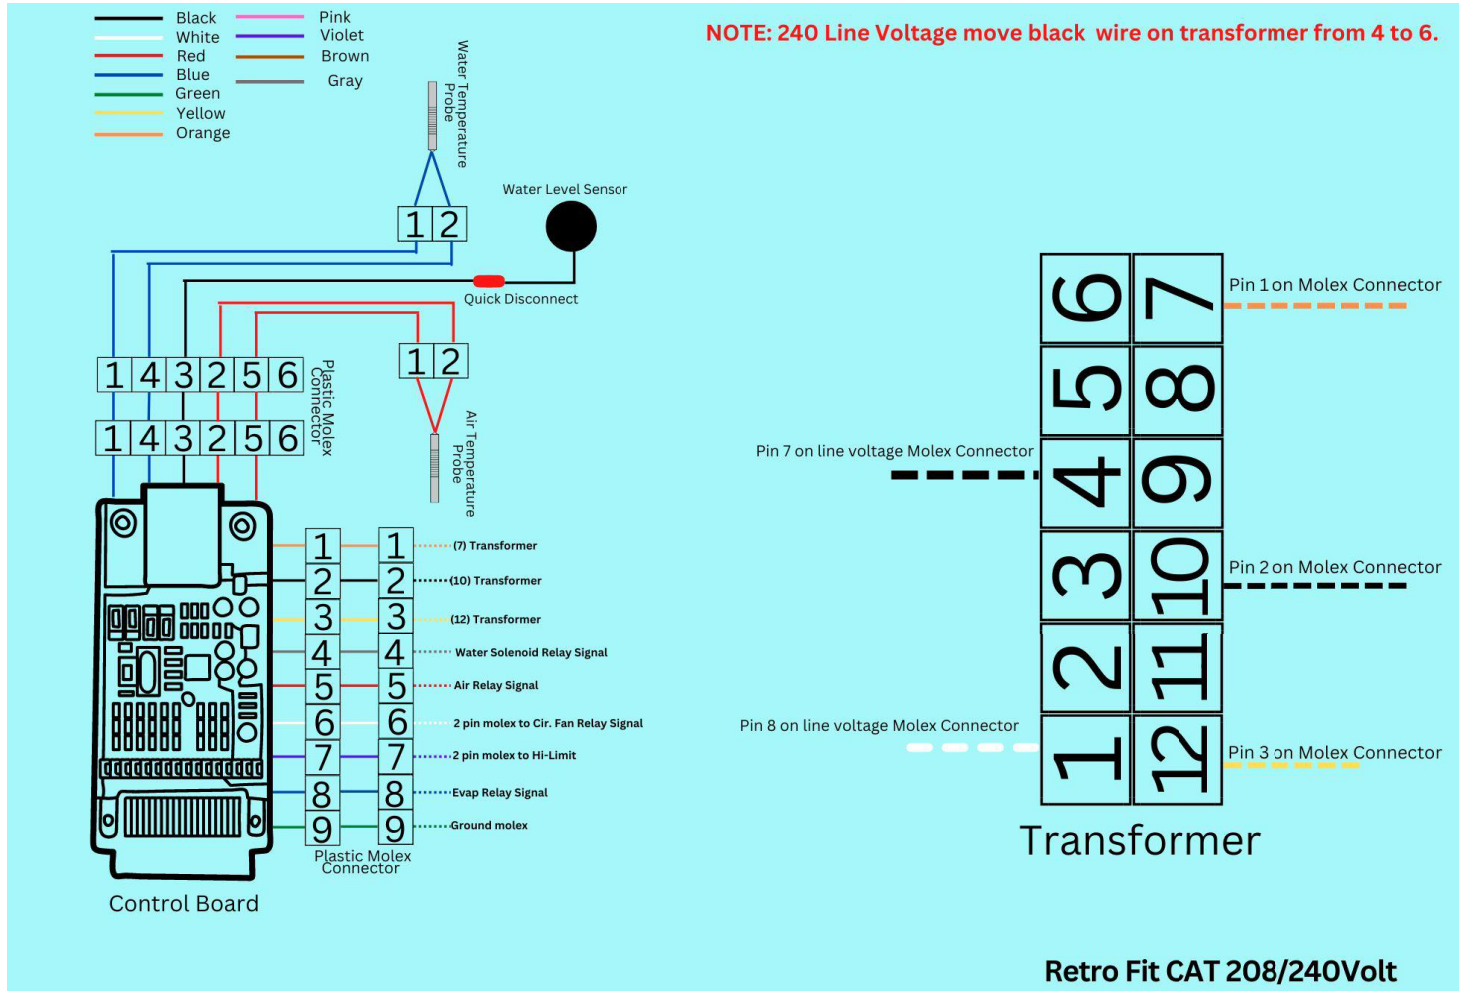 Black
White
Red
Blue
Green
Yellow
Orange
Pink
Violet
Brown
Gray
NOTE: 240 Line Voltage move black wire on transformer from 4 to 6.
Water Temperature
Probe
Water Level Sensor
1 2
Quick Disconnect
1 2
Air Temperature
Probe
1 4 3 2 5 6
Plastic Molex
Connector
1 4 3 2 5 6
1 1 (7) Transformer
2 2 (10) Transformer
3 3 (12) Transformer
4 4 Water Solenoid Relay Signal
5 5 Air Relay Signal
6 6 2 pin molex to Cir. Fan Relay Signal
7 7 2 pin molex to Hi-Limit
8 8 Evap Relay Signal
9 9 Ground molex
Plastic Molex
Connector
Control Board
6 7 Pin 1 on Molex Connector
5 8
Pin 7 on line voltage Molex Connector 4 9
3 10 Pin 2 on Molex Connector
2 11
Pin 8 on line voltage Molex Connector 1 12 Pin 3 on Molex Connector
Transformer
Retro Fit CAT 208/240Volt